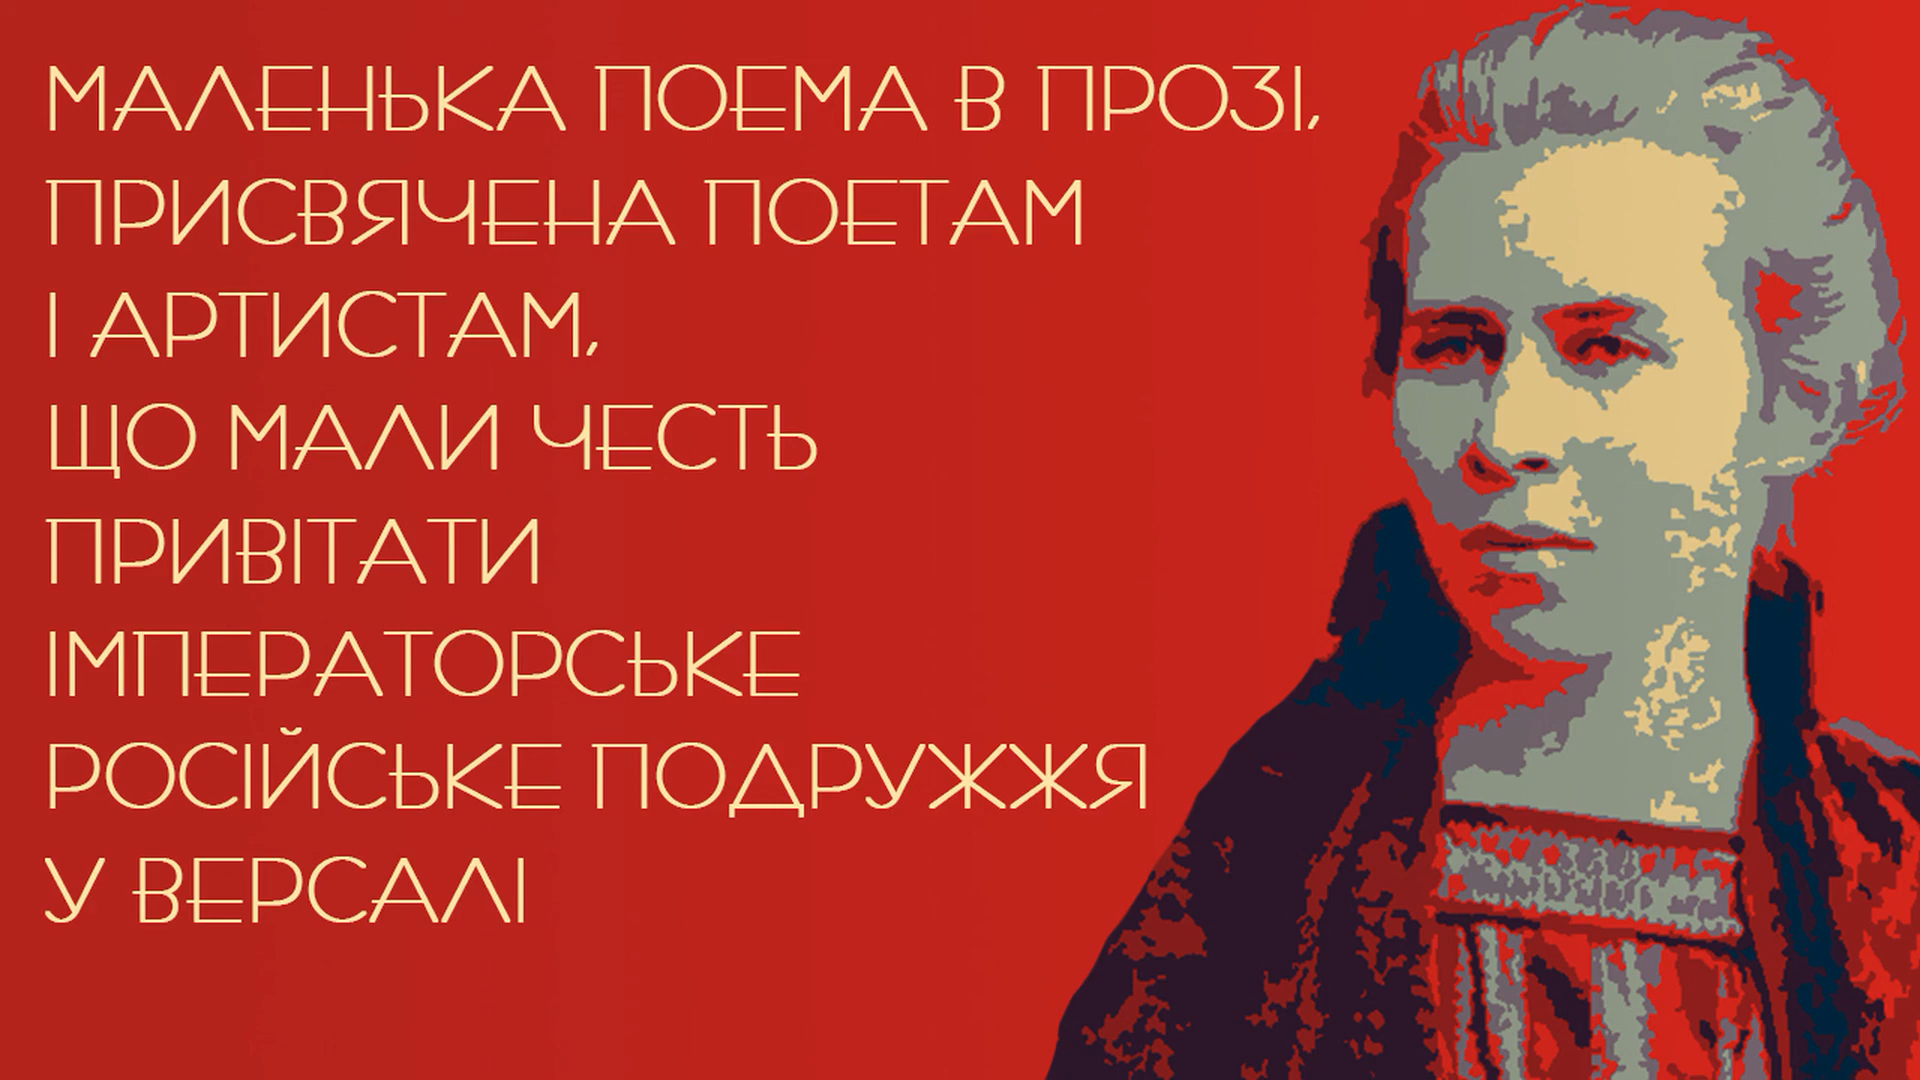 МАЛЕНЬКА ПОЕМА В ПРОЗІ,
ПРИСВЯЧЕНА ПОЕТАМ
І АРТИСТАМ,
ЩО МАЛИ ЧЕСТЬ
ПРИВІТАТИ
ІМПЕРАТОРСЬКЕ
РОСІЙСЬКЕ ПОДРУЖЖЯ
У ВЕРСАЛІ